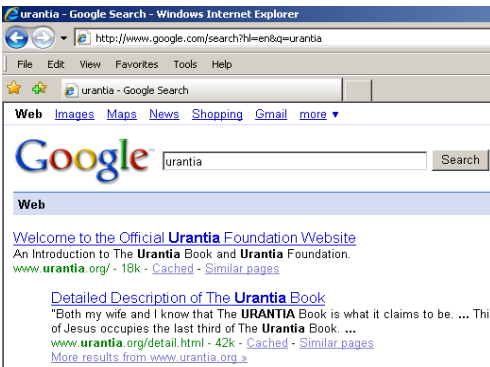 urantia - Google Search - Windows Internet Explorer
http://www.google.com/search?hl=en&q=urantia
File Edit View Favorites Tools Help
urantia - Google Search
Web Images Maps News Shopping Gmail more ▼
Google™ urantia Search
Web
Welcome to the Official Urantia Foundation Website
An Introduction to The Urantia Book and Urantia Foundation.
www.urantia.org/ - 18k - Cached - Similar pages
Detailed Description of The Urantia Book
"Both my wife and I know that The URANTIA Book is what it claims to be. ... Thi
of Jesus occupies the last third of The Urantia Book. ...
www.urantia.org/detail.html - 42k - Cached - Similar pages
More results from www.urantia.org »